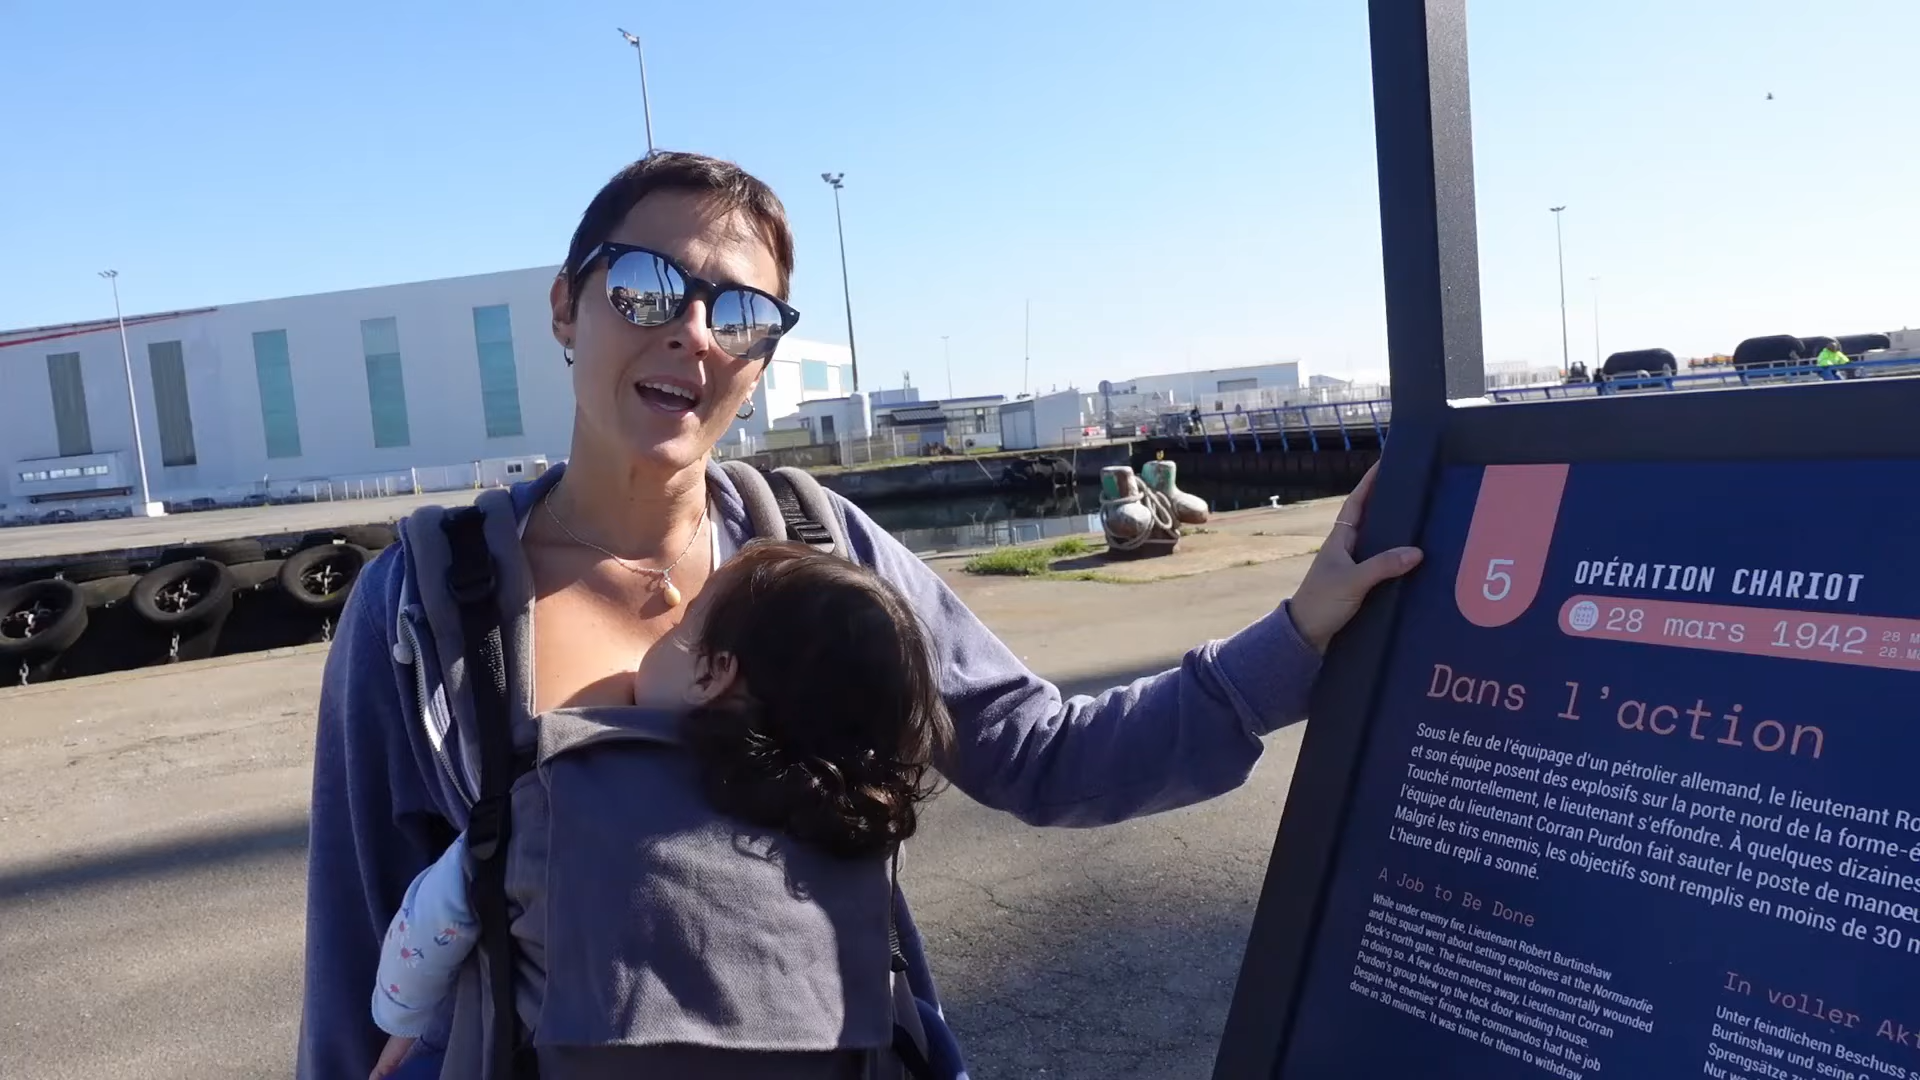 5
OPÉRATION CHARIOT
28 mars 1942
Dans l'action
Sous le feu de l'équipage d'un pétrolier allemand, le lieutenant
et son équipe posent des explosifs sur la porte nord de la
Touché mortellement, le lieutenant s'effondre. À quelques dizaines
l'équipe du lieutenant Corran Purdon fait sauter le poste de
Malgré les tirs ennemis, les objectifs sont remplis en moins de 30
L'heure du repli a sonné.
A Job to Be Done
While under enemy fire, Lieutenant Robert Burtinshaw
and his squad went about setting explosives at the Normandie
dock's north gate. The lieutenant went down mortally wounded
in doing so. A few dozen metres away, Lieutenant Corran
Purdon's group blew up the lock door winding house.
Despite the enemies' firing, the commandos had the job
done in 30 minutes. It was time for them to withdraw
In voller
Unter feindlichem Beschuss
Burtinshaw und seine
Sprengsätze
Nur